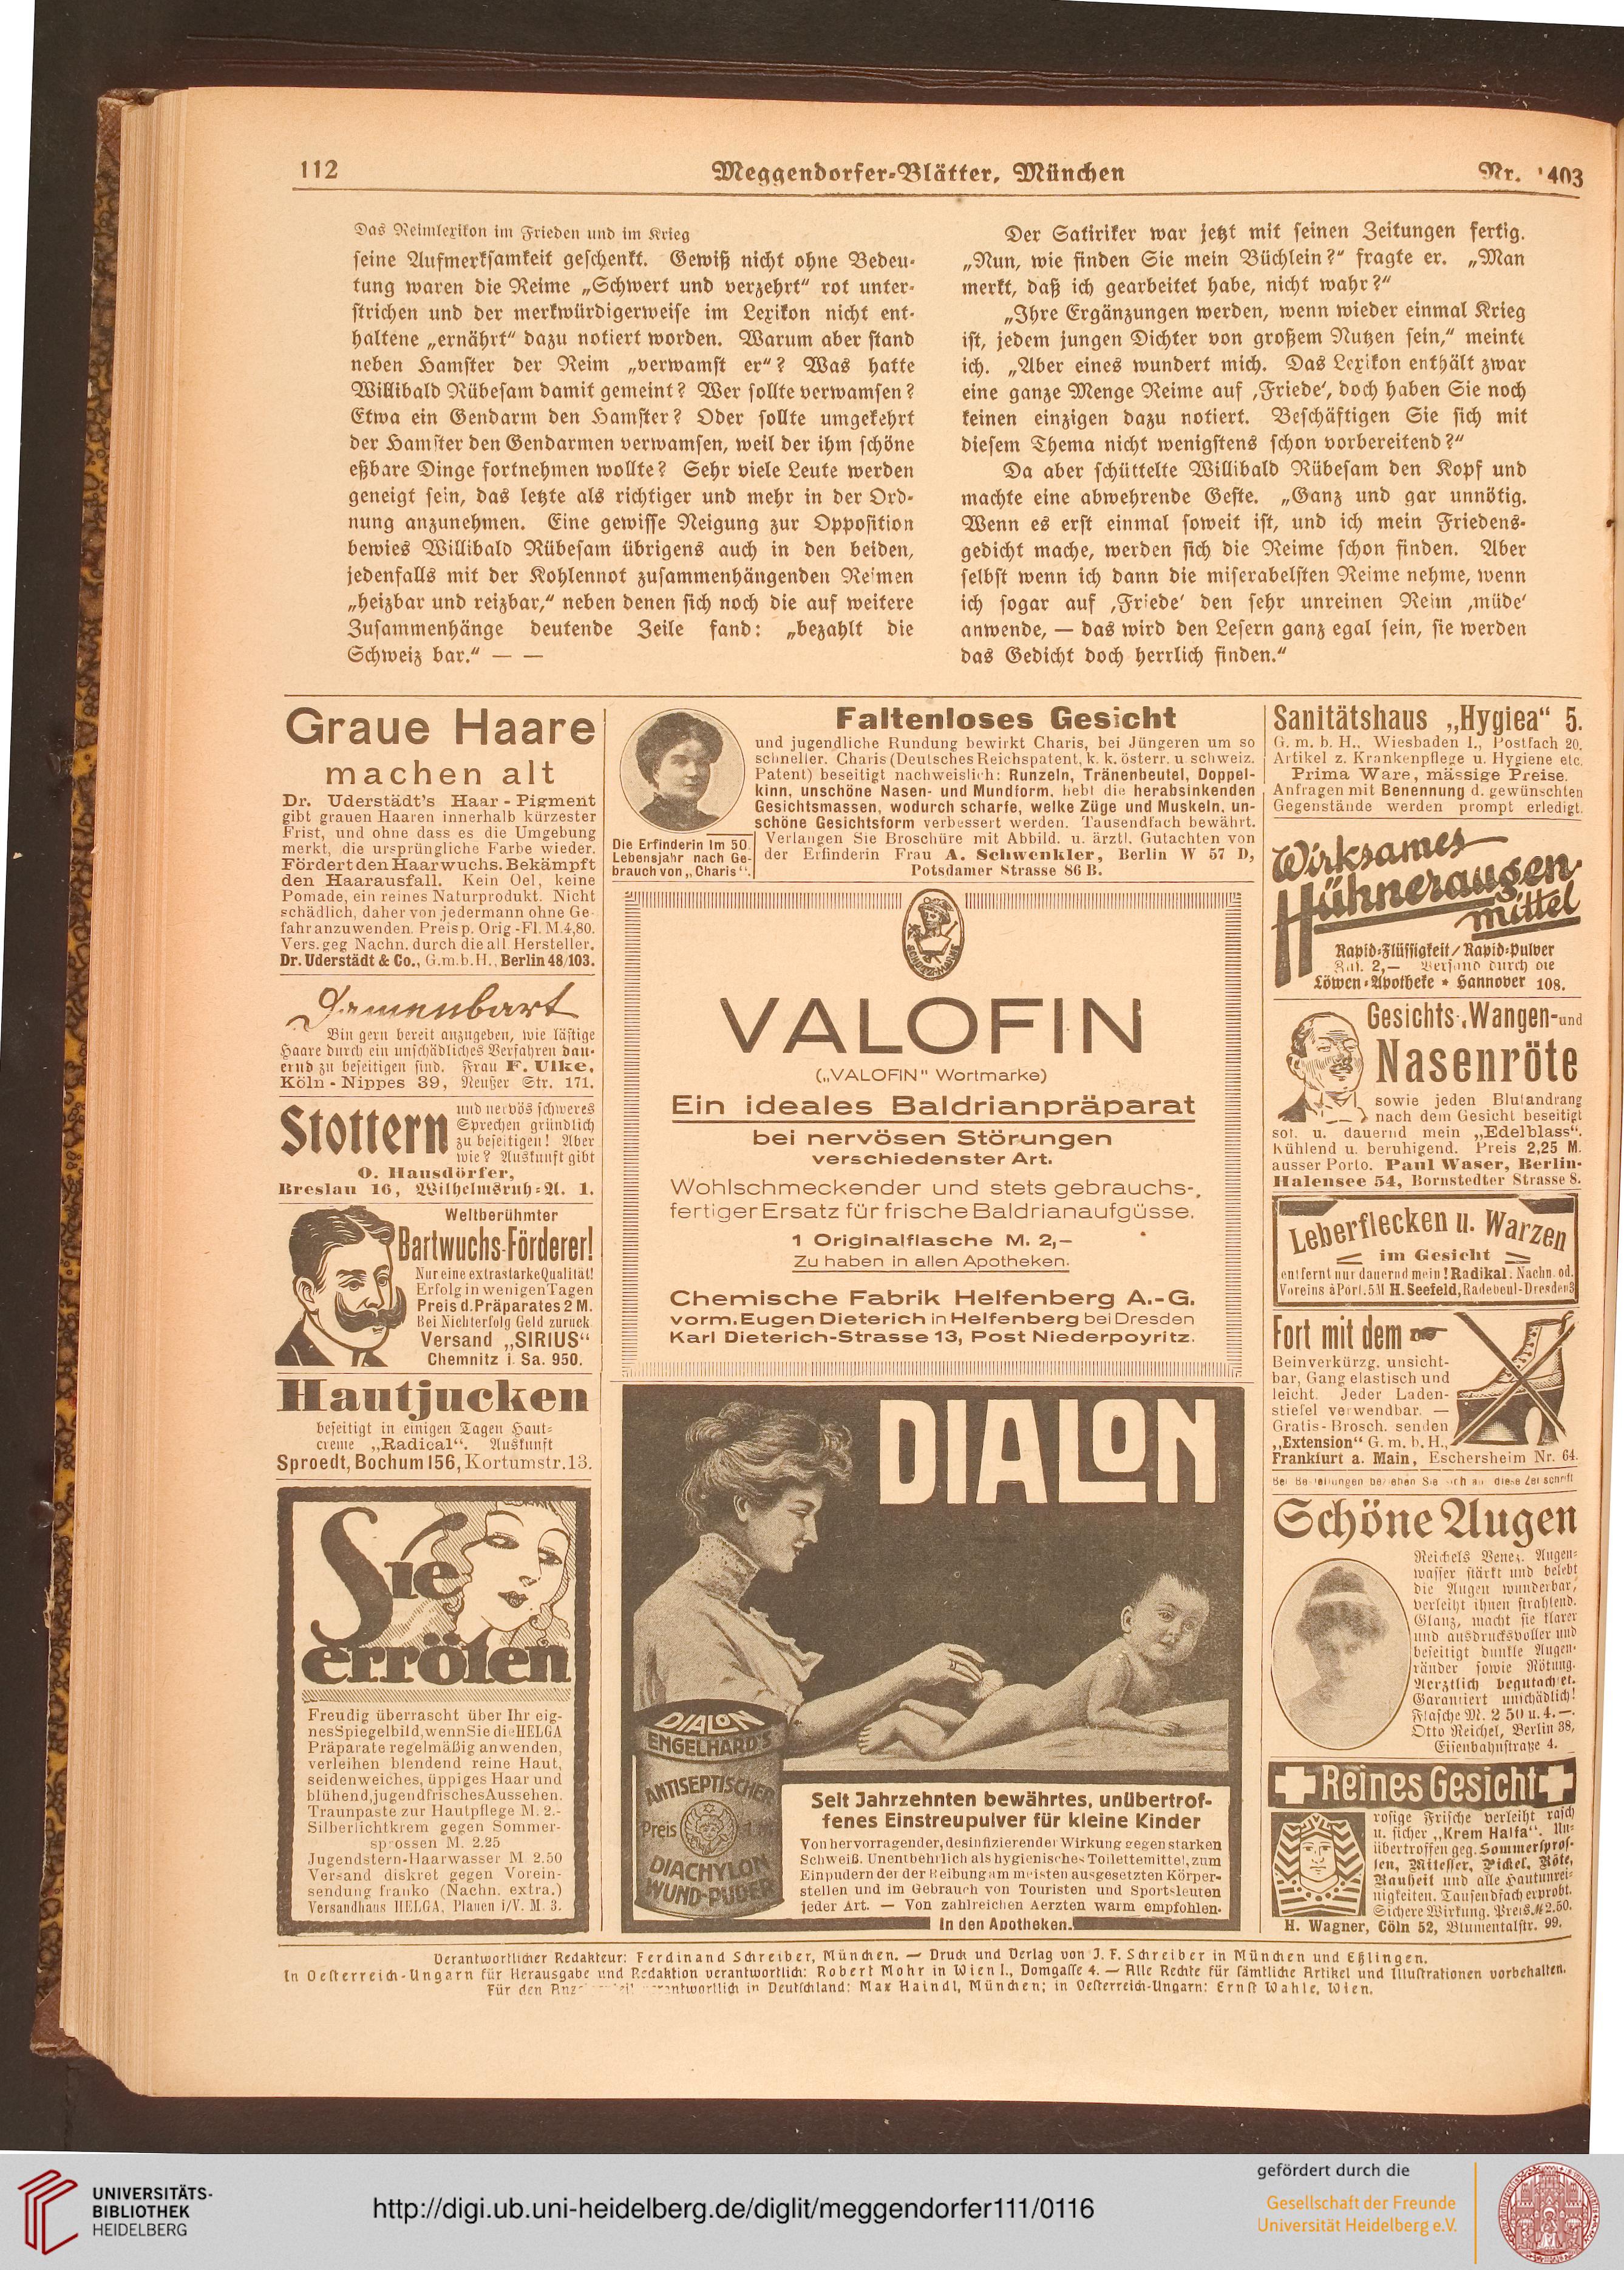 112
Meggendorfer-Blätter, München
Nr. 1403
Das Reimlexikon im Frieden und im Krieg
seine Aufmerksamkeit geschenkt. Gewiß nicht ohne Bedeu-
tung waren die Reime „Schwert und verzehrt“ rot unter-
strichen und der merkwürdigerweise im Lexikon nicht ent-
haltene „ernährt“ dazu notiert worden. Warum aber stand
neben Hamster der Reim „verwamst er“? Was hatte
Willibald Rübesam damit gemeint? Wer sollte verwamsen?
Etwa ein Gendarm den Hamster? Oder sollte umgekehrt
der Hamster den Gendarmen verwamsen, weil der ihm schöne
eßbare Dinge fortnehmen wollte? Sehr viele Leute werden
geneigt sein, das letzte als richtiger und mehr in der Ord-
nung anzunehmen. Eine gewisse Neigung zur Opposition
bewies Willibald Rübesam übrigens auch in den beiden,
jedenfalls mit der Kohlennot zusammenhängenden Reimen
„heizbar und reizbar,“ neben denen sich noch die auf weitere
Zusammenhänge deutende Zeile fand: „bezahlt die
Schweiz bar.“ — —
Der Satiriker war jetzt mit seinen Zeitungen fertig.
„Nun, wie finden Sie mein Büchlein?“ fragte er. „Man
merkt, daß ich gearbeitet habe, nicht wahr?“
„Ihre Ergänzungen werden, wenn wieder einmal Krieg
ist, jedem jungen Dichter von großem Nutzen sein,“ meinte
ich. „Aber eines wundert mich. Das Lexikon enthält zwar
eine ganze Menge Reime auf ‚Friede‘, doch haben Sie noch
keinen einzigen dazu notiert. Beschäftigen Sie sich mit
diesem Thema nicht wenigstens schon vorbereitend?“
Da aber schüttelte Willibald Rübesam den Kopf und
machte eine abwehrende Geste. „Ganz und gar unnötig.
Wenn es erst einmal soweit ist, und ich mein Friedens-
gedicht mache, werden sich die Reime schon finden. Aber
selbst wenn ich dann die miserabelsten Reime nehme, wenn
ich sogar auf ‚Friede‘ den sehr unreinen Reim ‚müde‘
anwende, — das wird den Lesern ganz egal sein, sie werden
das Gedicht doch herrlich finden.“
Graue Haare
machen alt
Dr. Uderstädt's Haar-Pigment
gibt grauen Haaren innerhalb kürzester
Frist, und ohne dass es die Umgebung
merkt, die ursprüngliche Farbe wieder.
Fördert den Haarwuchs. Bekämpft
den Haarausfall. Kein Oel, keine
Pomade, ein reines Naturprodukt. Nicht
schädlich, daher von jedermann ohne Ge-
fahr anzuwenden. Preis p. Orig-Fl. M. 4,80.
Vers. geg Nachn. durch die all. Hersteller.
Dr. Uderstädt & Co., G.m.b.H., Berlin 48/103.
Damenbart
Bin gern bereit anzugeben, wie lästige
Haare durch ein unschädliches Verfahren dau-
ernd zu beseitigen sind. Frau F. Ulke,
Köln-Nippes 39, Neußer Str. 171.
Stottern
und nervös schweres
Sprechen gründlich
zu beseitigen! Aber
wie? Auskunft gibt
O. Hausdörfer,
Breslau 16, Wilhelmsruh-A. 1.
Weltberühmter
Bartwuchs-Förderer!
Nur eine extrastarke Qualität!
Erfolg in wenigen Tagen
Preis d. Präparates 2 M.
Bei Nichterfolg Geld zurück
Versand „SIRIUS“
Chemnitz i. Sa. 950.
Hautjucken
beseitigt in einigen Tagen Haut-
creme „Radical“. Auskunft
Sproedt, Bochum 156, Kortumstr. 13.
Sie
erröten
Freudig überrascht über Ihr eig-
nes Spiegelbild, wenn Sie die HELGA
Präparate regelmäßig anwenden,
verleihen blendend reine Haut,
seidenweiches, üppiges Haar und
blühend, jugendfrisches Aussehen.
Traumpaste zur Hautpflege M. 2.-
Silberlichtkrem gegen Sommer-
sprossen M. 2.25
Jugendstern-Haarwasser M 2.50
Versand diskret gegen Vorein-
sendung franko (Nachn. extra.)
Versandhaus HELGA, Plauen i/V. M. 3.
Die Erfinderin im 50.
Lebensjahr nach Ge-
brauch von „Charis“.
Faltenloses Gesicht
und jugendliche Rundung bewirkt Charis, bei Jüngeren um so
schneller. Charis (Deutsches Reichspatent, k. k. österr. u. schweiz.
Patent) beseitigt nachweislich: Runzeln, Tränenbeutel, Doppel-
kinn, unschöne Nasen- und Mundform, hebt die herabsinkenden
Gesichtsmassen, wodurch scharfe, welke Züge und Muskeln, un-
schöne Gesichtsform verbessert werden. Tausendfach bewährt.
Verlangen Sie Broschüre mit Abbild. u. ärztl. Gutachten von
der Erfinderin Frau A. Schwenkler, Berlin W 57 D,
Potsdamer Strasse 86 B.
SCHUTZ-MARKE
VALOFIN
(„VALOFIN“ Wortmarke)
Ein ideales Baldrianpräparat
bei nervösen Störungen
verschiedenster Art.
Wohlschmeckender und stets gebrauchs-
fertiger Ersatz für frische Baldrianaufgüsse.
1 Originalflasche M. 2,—
Zu haben in allen Apotheken.
Chemische Fabrik Helfenberg A.-G.
vorm. Eugen Dieterich in Helfenberg bei Dresden
Karl Dieterich-Strasse 13, Post Niederpoyritz.
DIALON
DIALON
ENGELHARD'S
ANTISEPTISCHER
Preis
DIACHYLON
WUND-PUDER
Seit Jahrzehnten bewährtes, unübertrof-
fenes Einstreupulver für kleine Kinder
Von hervorragender, desinfizierender Wirkung gegen starken
Schweiß. Unentbehrlich als hygienisches Toilettemittel, zum
Einpudern der der Reibung am meisten ausgesetzten Körper-
stellen und im Gebrauch von Touristen und Sportsleuten
jeder Art. — Von zahlreichen Aerzten warm empfohlen.
In den Apotheken.
Sanitätshaus „Hygiea“ 5.
G. m. b. H., Wiesbaden I., Postfach 20.
Artikel z. Krankenpflege u. Hygiene etc.
Prima Ware, mässige Preise.
Anfragen mit Benennung d. gewünschten
Gegenstände werden prompt erledigt.
Wirksames
Hühneraugen
mittel
Rapid-Flüssigkeit / Rapid-Pulver
2,— Versand durch die
Löwen-Apotheke * Hannover 108.
Gesichts-, Wangen- und
Nasenröte
sowie jeden Blutandrang
nach dem Gesicht beseitigt
sof. u. dauernd mein „Edelblass“.
Kühlend u. beruhigend. Preis 2,25 M.
ausser Porto. Paul Waser, Berlin-
Halensee 54, Bornstedter Strasse 8.
Leberflecken u. Warzen
im Gesicht
entfernt nur dauernd mein! Radikal. Nachn. od.
Voreins àPort. 5M H. Seefeld, Radebeul-Dresden 3
Fort mit dem
Beinverkürzg. unsicht-
bar, Gang elastisch und
leicht. Jeder Laden-
stiefel verwendbar. —
Gratis-Brosch. senden
„Extension“ G. m. b. H.,
Frankfurt a. Main, Eschersheim Nr. 64.
Bei Bestellungen beziehen Sie sich auf diese Zeitschrift
Schöne Augen
Reichels Venez. Augen-
wasser stärkt und belebt
die Augen wunderbar,
verleiht ihnen strahlend.
Glanz, macht sie klarer
und ausdrucksvoller und
beseitigt dunkle Augen-
ränder sowie Rötung.
Aerztlich begutachtet.
Garantiert unschädlich!
Flasche M. 2 50 u. 4.—.
Otto Reichel, Berlin 38,
Eisenbahnstraße 4.
Reines Gesicht
rosige Frische verleiht rasch
u. sicher „Krem Halfa“. Un-
übertroffen geg. Sommerspros-
sen, Mitesser, Pickel, Röte,
Rauheit und alle Hautunrei-
nigkeiten. Tausendfach erprobt.
Sichere Wirkung. Preis M 2.50.
H. Wagner, Cöln 52, Blumentalstr. 99.
Verantwortlicher Redakteur: Ferdinand Schreiber, München. — Druck und Verlag von J. F. Schreiber in München und Eßlingen.
In Oesterreich-Ungarn für Herausgabe und Redaktion verantwortlich: Robert Mohr in Wien I., Domgasse 4. — Alle Rechte für sämtliche Artikel und Illustrationen vorbehalten.
Für den verantwortlich in Deutschland: Max Haindl, München; in Oesterreich-Ungarn: Ernst Wahle, Wien.
UNIVERSITÄTS-
BIBLIOTHEK
HEIDELBERG
http://digi.ub.uni-heidelberg.de/diglit/meggendorfer111/0116
gefördert durch die
Gesellschaft der Freunde
Universität Heidelberg e.V.